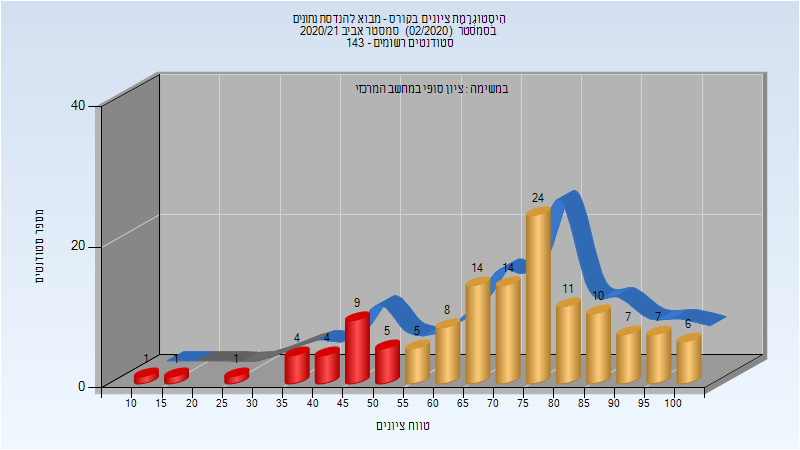 היסטוגרמת ציונים בקורס - מבוא להנדסת נתונים
בסמסטר (02/2020) סמסטר אביב 2020/21
סטודנטים רשומים - 143
במשימה : ציון סופי במחשב המרכזי
40
20
0
מספר סטודנטים
1
1
1
4
4
9
5
5
8
14
14
24
11
10
7
7
6
10 15 20 25 30 35 40 45 50 55 60 65 70 75 80 85 90 95 100
טווח ציונים